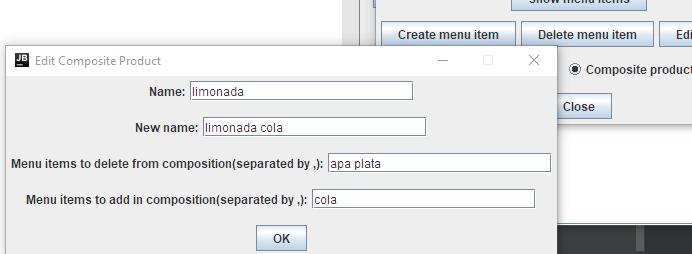 Show menu items
Create menu item Delete menu item Edi
JB Edit Composite Product
Composite product
Close
Name: limonada
New name: limonada cola
Menu items to delete from composition(separated by ,): apa plata
Menu items to add in composition(separated by ,): cola
OK